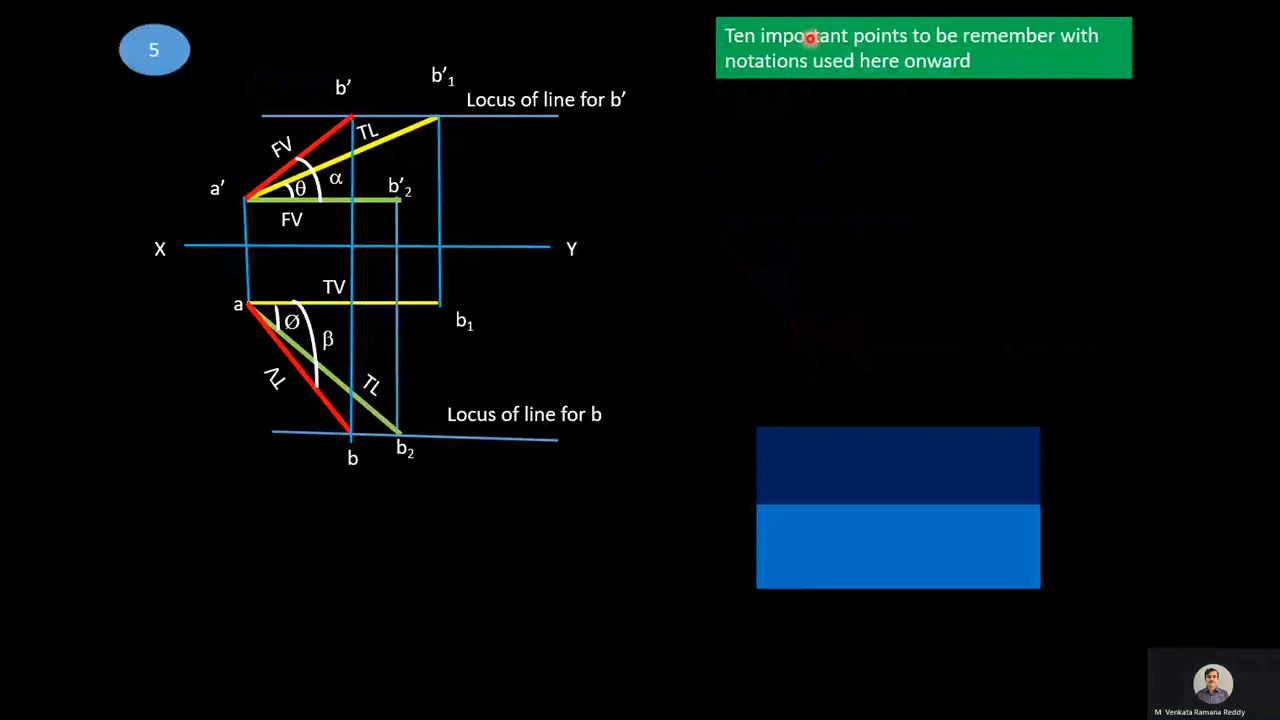 5
Ten important points to be remember with
notations used here onward
b’
b’1
Locus of line for b’
FV
TL
a’
θ
α
b’2
FV
X
Y
TV
a
Ø
b1
β
TV
TL
Locus of line for b
b
b2
M Venkata Ramana Reddy